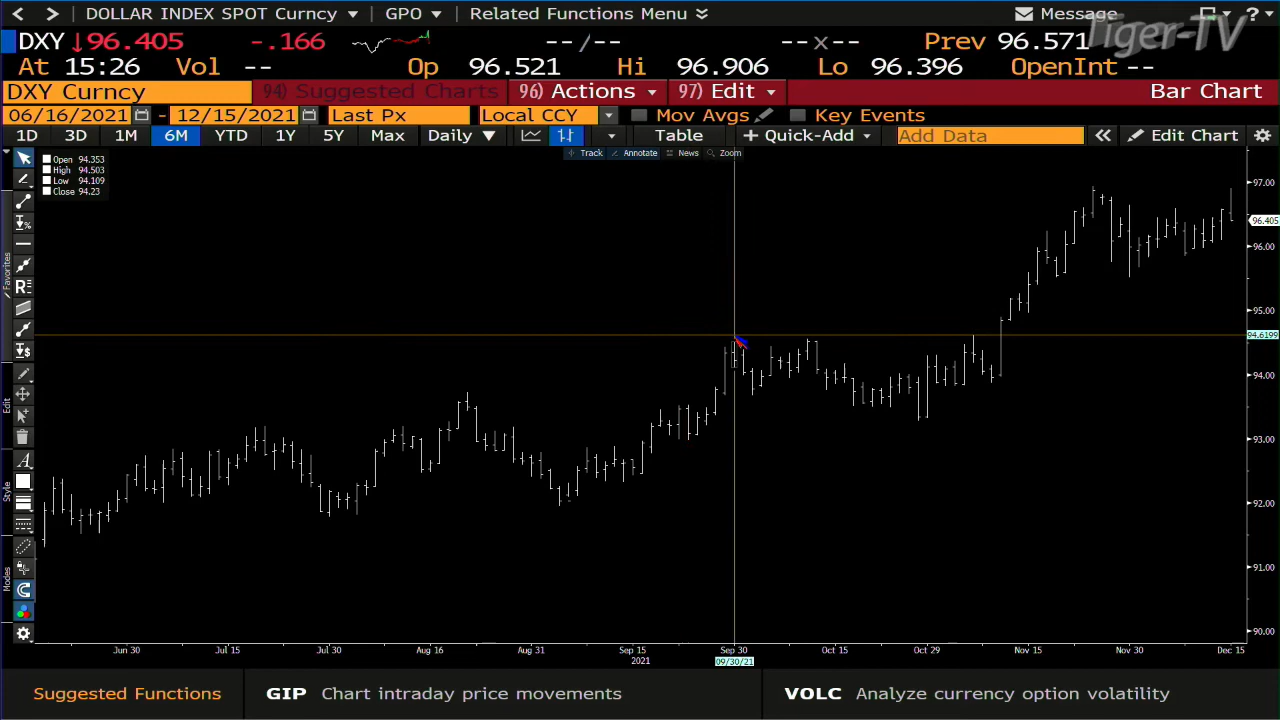 DOLLAR INDEX SPOT Curncy GPO Related Functions Menu Message ?
Tiger-TV
DXY ↓96.405 -.166 --/-- --x-- Prev 96.571
At 15:26 Vol -- Op 96.521 Hi 96.906 Lo 96.396 OpenInt --
DXY Curncy 94) Suggested Charts 96) Actions 97) Edit Bar Chart
06/16/2021 - 12/15/2021 Last Px Local CCY Mov Avgs Key Events
1D 3D 1M 6M YTD 1Y 5Y Max Daily ▼ Table + Quick-Add Add Data « Edit Chart
Track Annotate News Zoom
Open 94.353
High 94.503
Low 94.109
Close 94.23
Favorites
Edit
Style
Modes
97.00
96.405
96.00
95.00
94.6199
94.00
93.00
92.00
91.00
90.00
Jun 30 Jul 15 Jul 30 Aug 16 Aug 31 Sep 15 Sep 30 Oct 15 Oct 29 Nov 15 Nov 30 Dec 15
2021 09/30/21
Suggested Functions GIP Chart intraday price movements VOLC Analyze currency option volatility